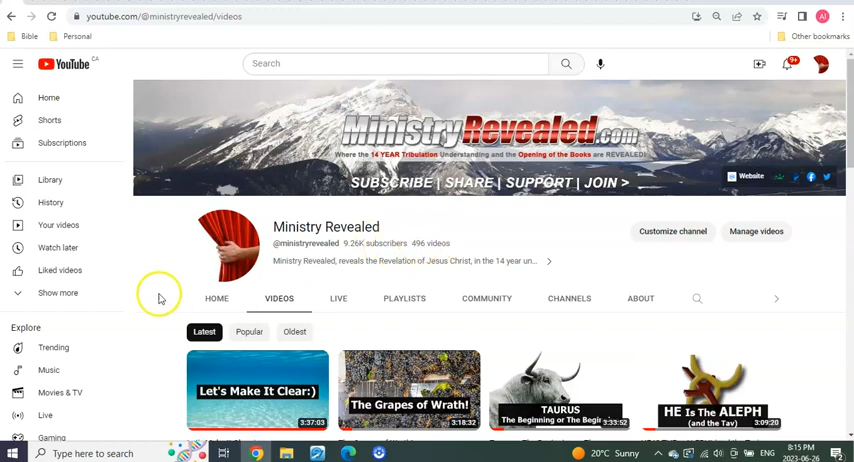 youtube.com/@ministryrevealed/videos
AI
Bible
Personal
Other bookmarks
YouTube CA
Search
9+
Home
Shorts
Subscriptions
Library
History
Your videos
Watch later
Liked videos
Show more
Explore
Trending
Music
Movies & TV
Live
Gaming
MinistryRevealed.com
Where the 14 YEAR Tribulation Understanding and the Opening of the Books are REVEALED!
SUBSCRIBE | SHARE | SUPPORT | JOIN >
Website
Ministry Revealed
@ministryrevealed 9.26K subscribers 496 videos
Ministry Revealed, reveals the Revelation of Jesus Christ, in the 14 year un...
Customize channel
Manage videos
HOME VIDEOS LIVE PLAYLISTS COMMUNITY CHANNELS ABOUT
Latest Popular Oldest
Let's Make It Clear:)
3:37:03
The Grapes of Wrath!
3:18:32
TAURUS
The Beginning or The Begin
3:33:52
HE Is The ALEPH
(and the Tav)
3:09:20
Type here to search
20°C Sunny
ENG
8:15 PM
2023-06-26
2